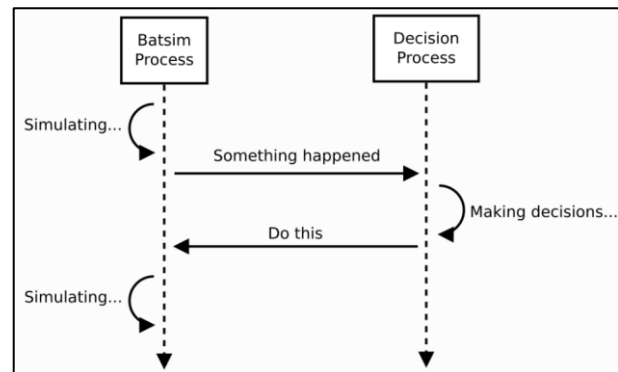 Batsim
Process
Decision
Process
Simulating...
Something happened
Making decisions...
Do this
Simulating...